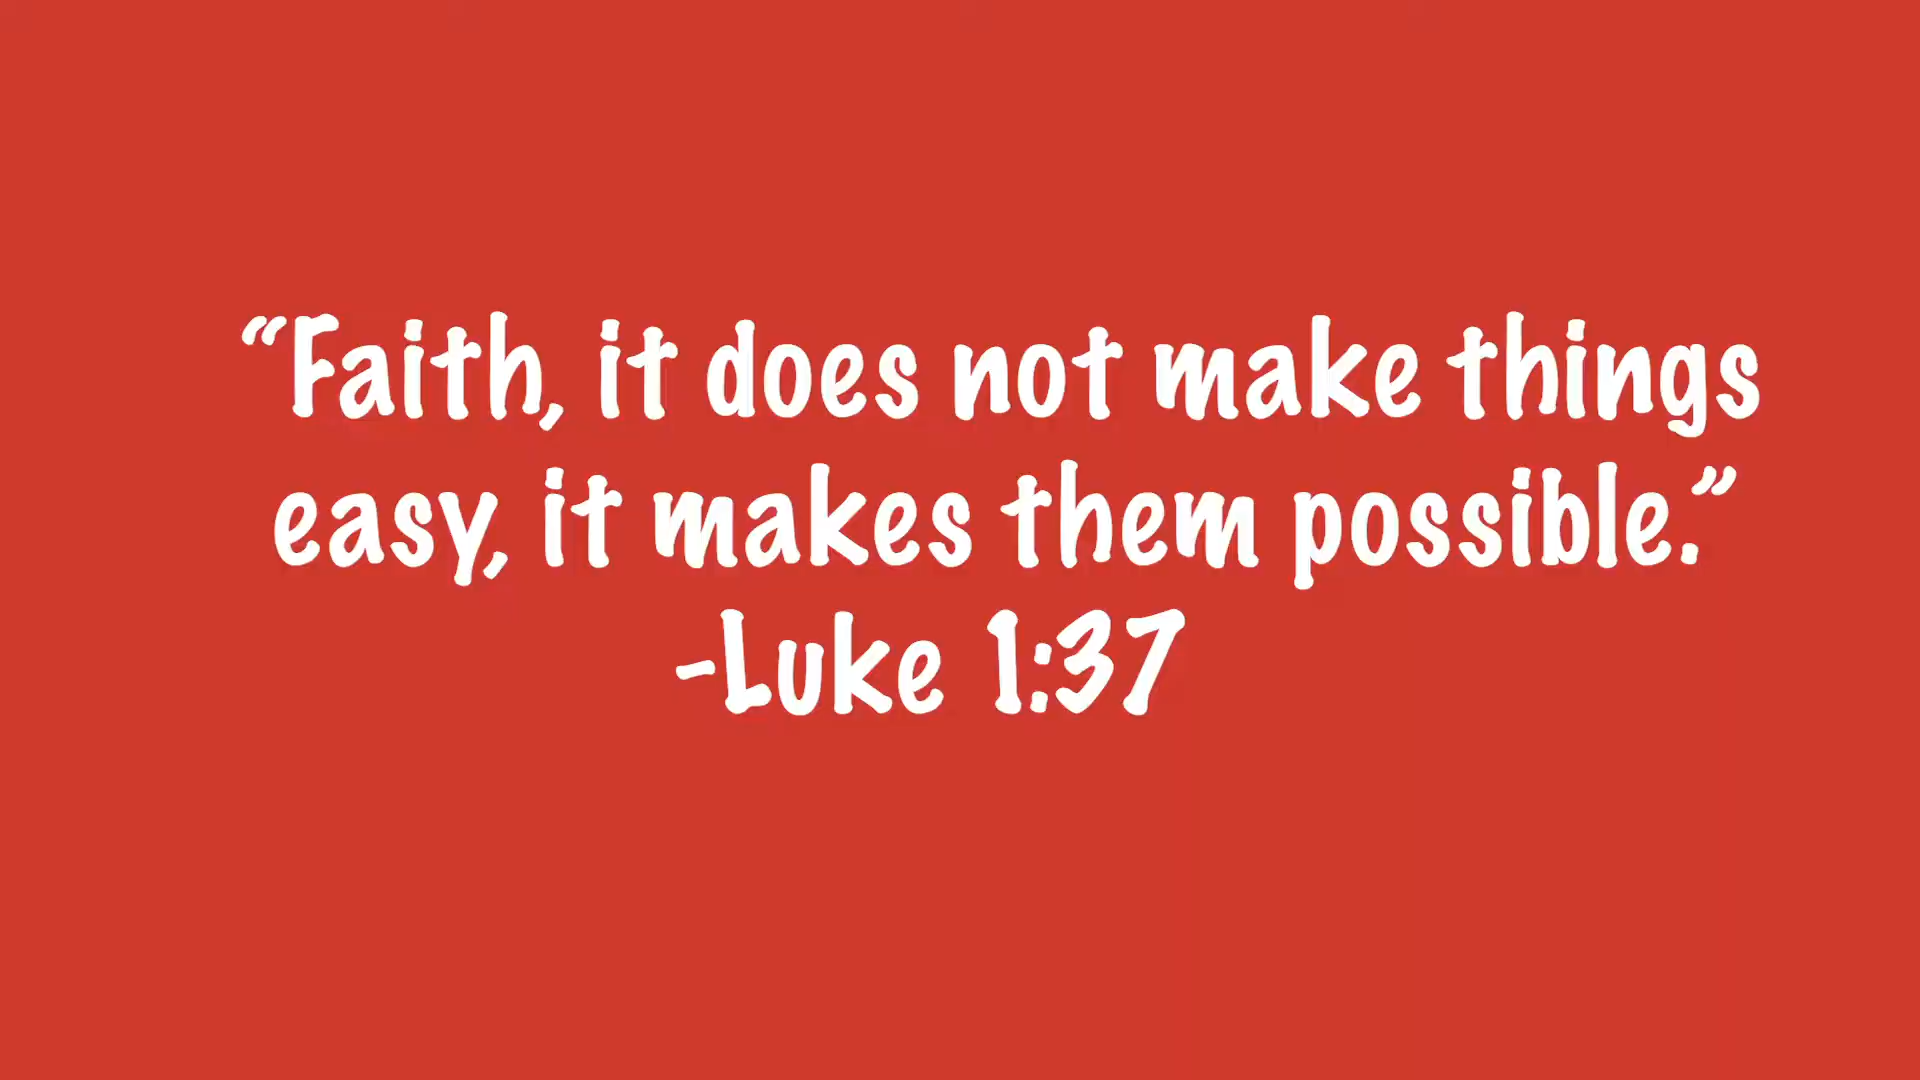 “Faith, it does not make things
easy, it makes them possible.”
-Luke 1:37